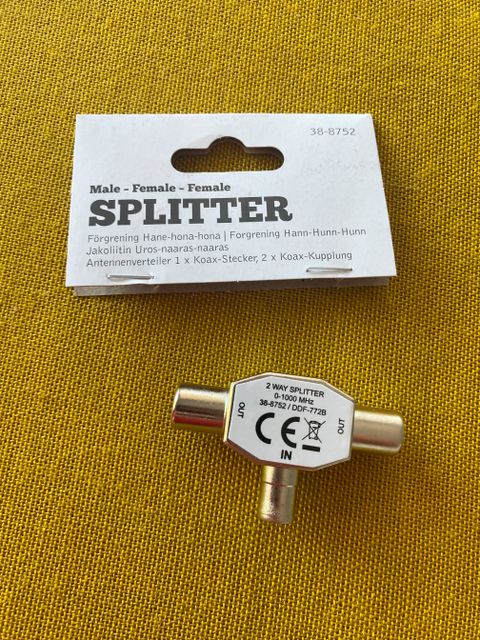 38-8752
Male - Female - Female
SPLITTER
Förgrening Hane-hona-hona | Forgrening Hann-Hunn-Hunn
Jakoliitin Uros-naaras-naaras
Antennenverteiler 1 x Koax-Stecker, 2 x Koax-Kupplung
2 WAY SPLITTER
0-1000 MHz
38-8752 / DDF-772B
OUT
CE
OUT
IN